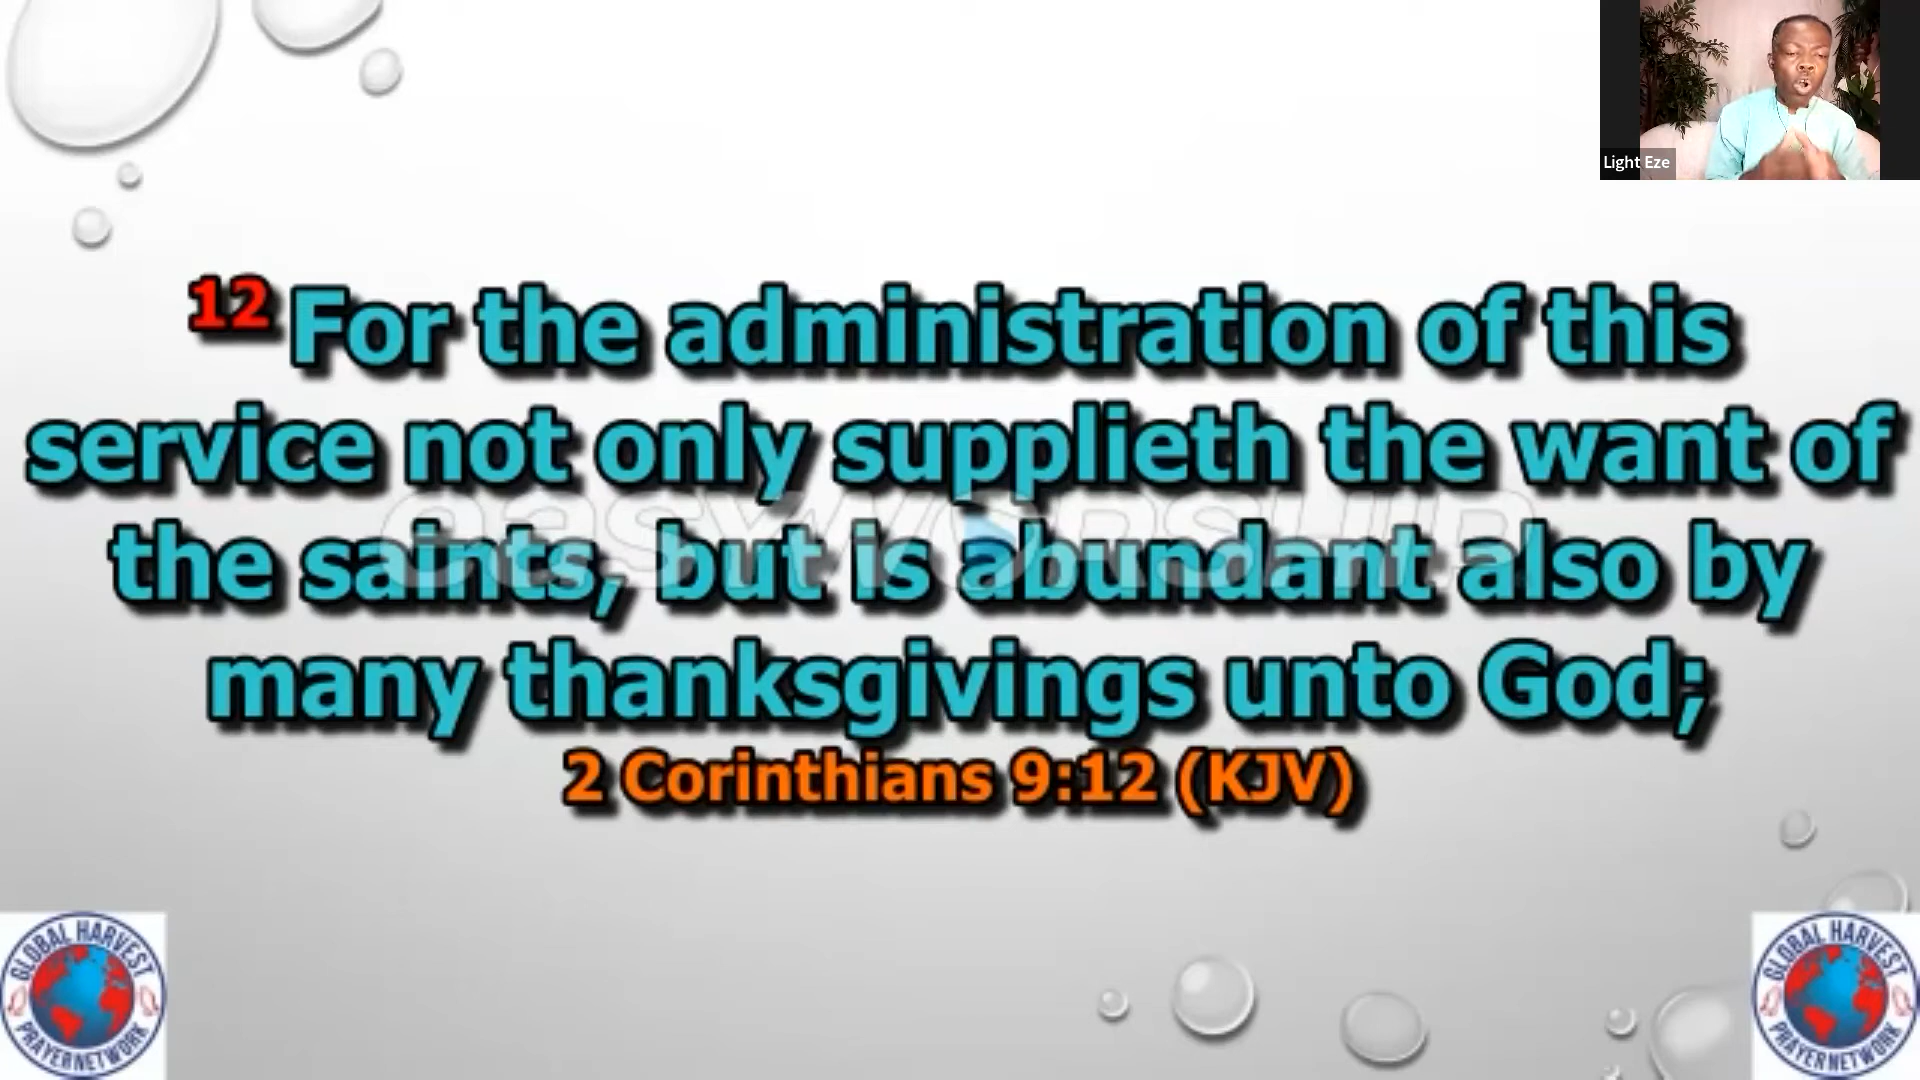 Light Eze
12 For the administration of this
service not only supplieth the want of
the saints, but is abundant also by
many thanksgivings unto God;
2 Corinthians 9:12 (KJV)
easyworship
GLOBAL HARVEST
PRAYER NETWORK
GLOBAL HARVEST
PRAYER NETWORK